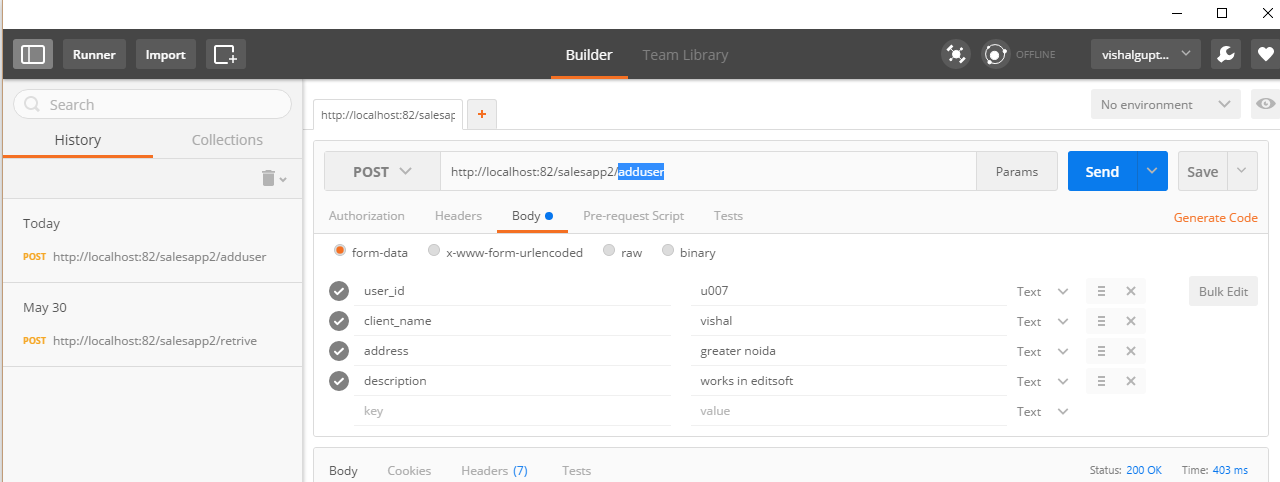 Runner Import Builder Team Library OFFLINE vishalgupt...
Search
History Collections
Today
POST http://localhost:82/salesapp2/adduser
May 30
POST http://localhost:82/salesapp2/retrive
http://localhost:82/salesap + No environment
POST http://localhost:82/salesapp2/adduser Params Send Save
Authorization Headers Body Pre-request Script Tests Generate Code
form-data x-www-form-urlencoded raw binary
user_id u007 Text Bulk Edit
client_name vishal Text
address greater noida Text
description works in editsoft Text
key value Text
Body Cookies Headers (7) Tests Status: 200 OK Time: 403 ms